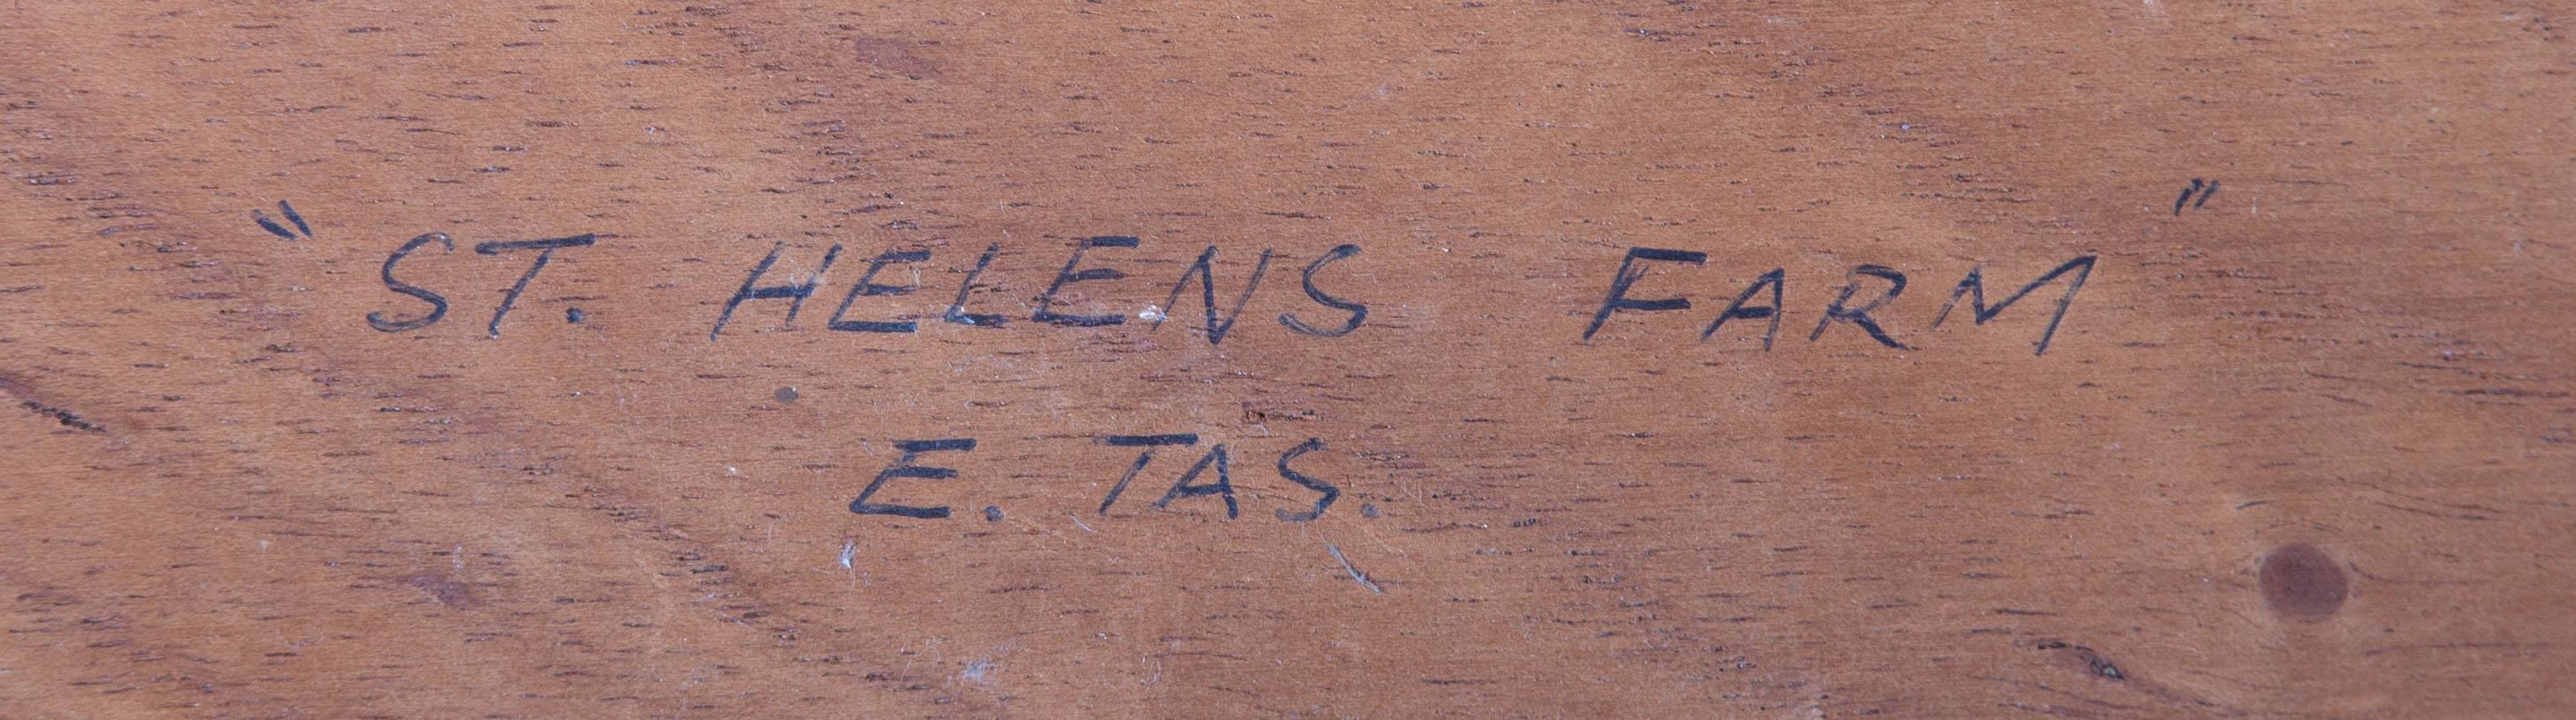 "ST. HELENS FARM"
E. TAS.